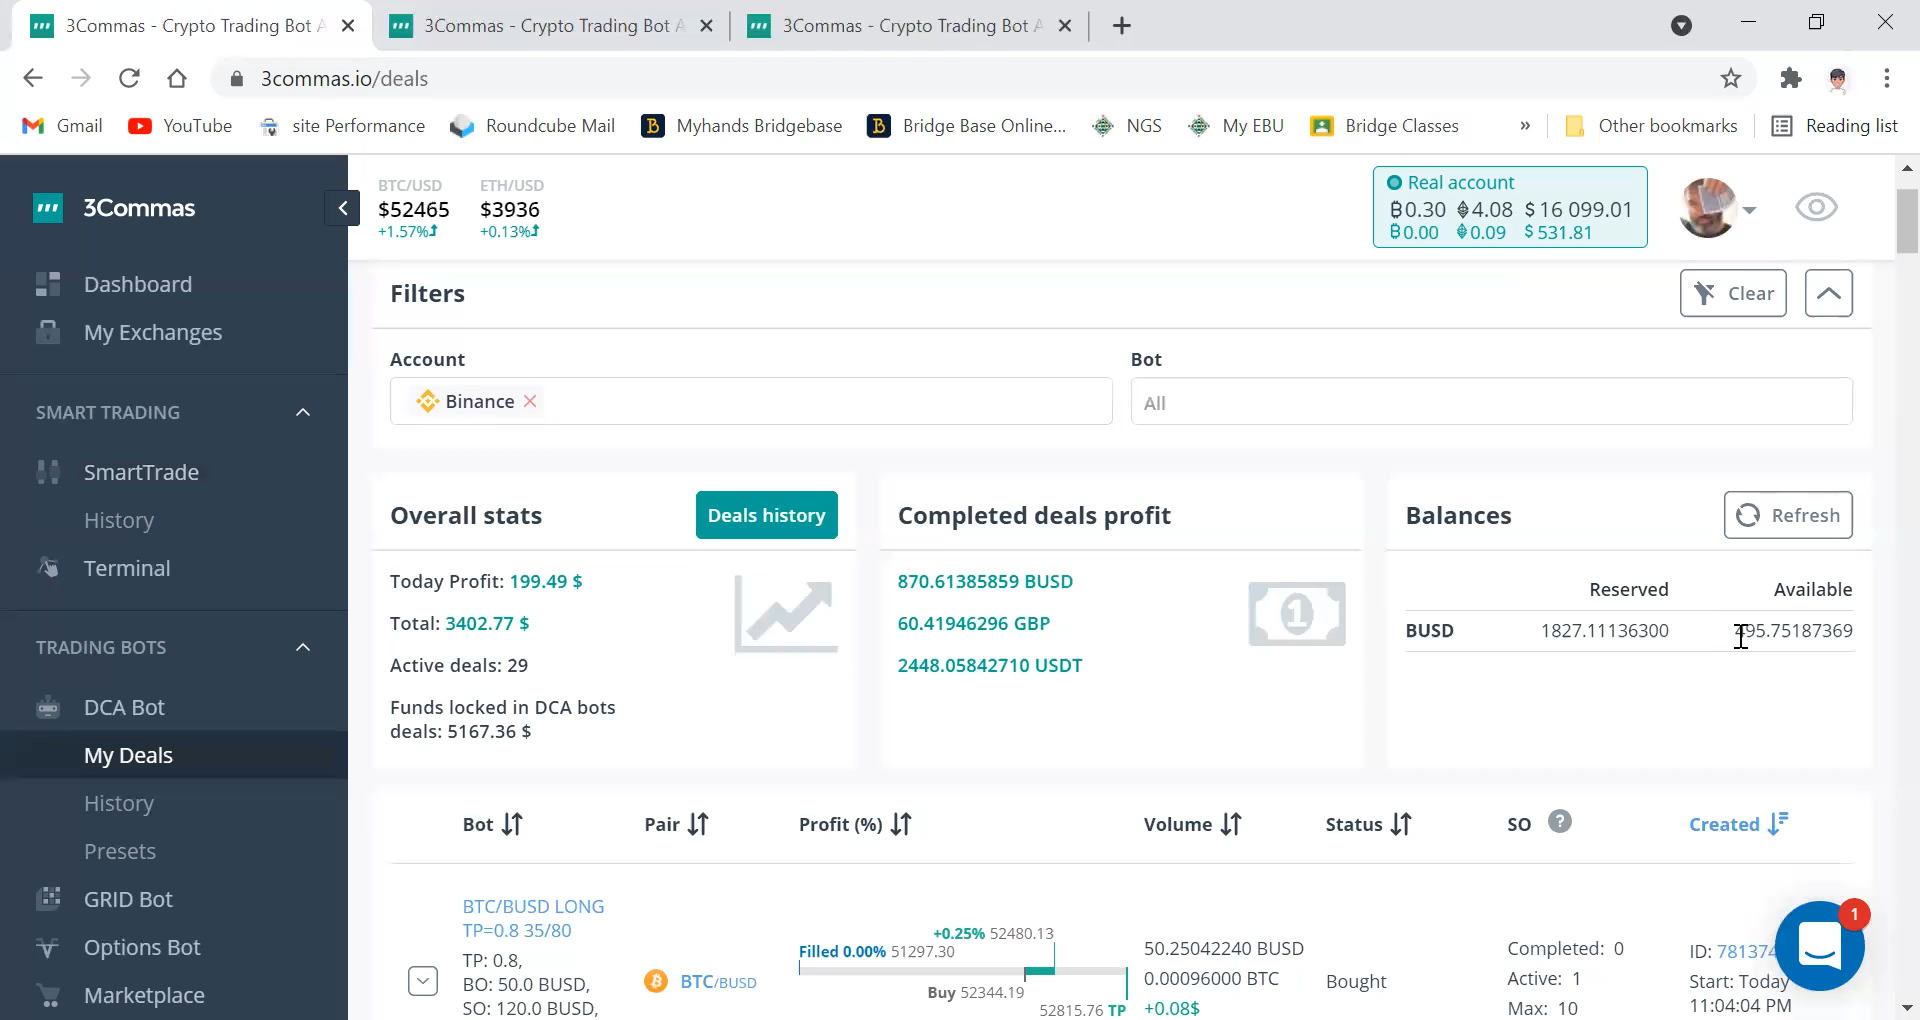 3Commas - Crypto Trading Bot
3Commas - Crypto Trading Bot
3Commas - Crypto Trading Bot
3commas.io/deals
Gmail
YouTube
site Performance
Roundcube Mail
Myhands Bridgebase
Bridge Base Online...
NGS
My EBU
Bridge Classes
»
Other bookmarks
Reading list
3Commas
BTC/USD
$52465
+1.57%
ETH/USD
$3936
+0.13%
Real account
₿0.30 4.08 $ 16 099.01
₿0.00 0.09 $ 531.81
Dashboard
My Exchanges
SMART TRADING
SmartTrade
History
Terminal
TRADING BOTS
DCA Bot
My Deals
History
Presets
GRID Bot
Options Bot
Marketplace
Filters
Clear
Account
Binance
Bot
All
Overall stats
Deals history
Today Profit: 199.49 $
Total: 3402.77 $
Active deals: 29
Funds locked in DCA bots
deals: 5167.36 $
Completed deals profit
870.61385859 BUSD
60.41946296 GBP
2448.05842710 USDT
1
Balances
Refresh
Reserved Available
BUSD 1827.11136300 495.75187369
Bot Pair Profit (%) Volume Status SO ? Created
BTC/BUSD LONG
TP=0.8 35/80
TP: 0.8,
BO: 50.0 BUSD,
SO: 120.0 BUSD,
BTC/BUSD
+0.25% 52480.13
Filled 0.00% 51297.30
Buy 52344.19
52815.76 TP
50.25042240 BUSD
0.00096000 BTC
+0.08$
Bought
Completed: 0
Active: 1
Max: 10
ID: 781374
Start: Today
11:04:04 PM
1